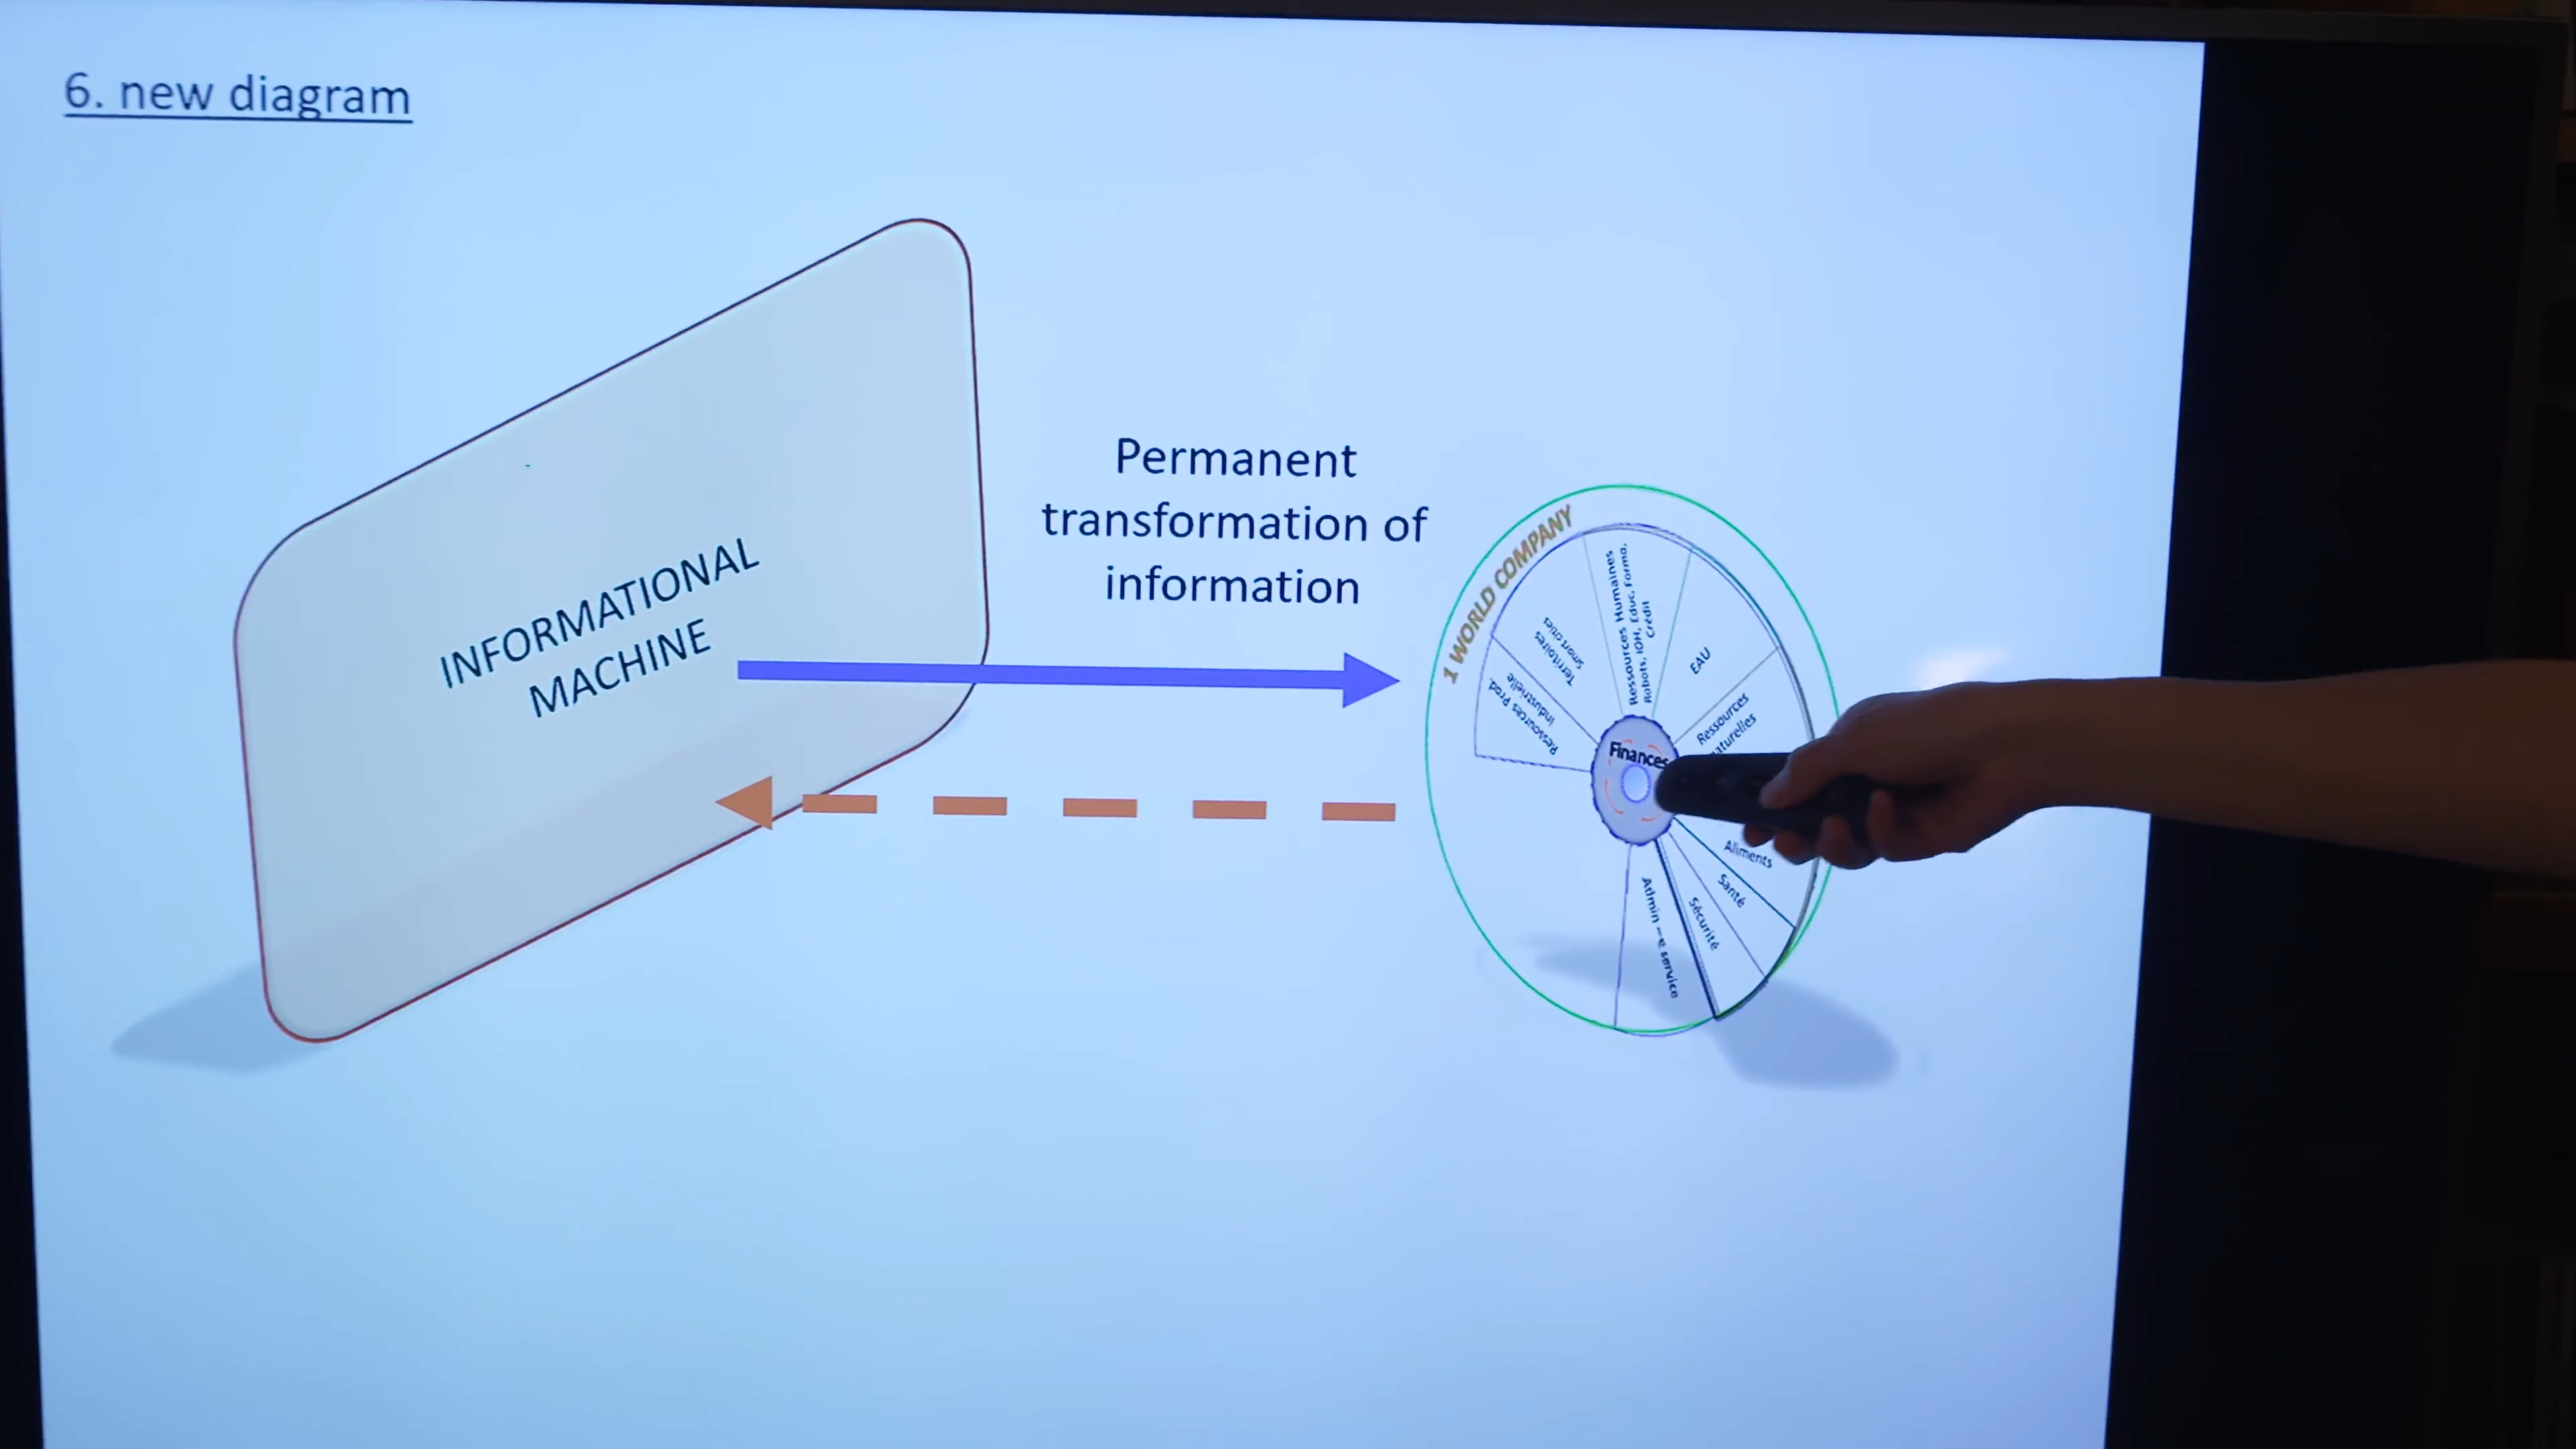 6. new diagram
INFORMATIONAL
MACHINE
Permanent
transformation of
information
1 WORLD COMPANY
Ressources Prod.
industrielle
Territoires
smart cities
Ressources Humaines
Robots, IOH, Educ, Forma,
Crédit
EAU
Ressources
naturelles
Finances
Aliments
Santé
Sécurité
Admin – e service